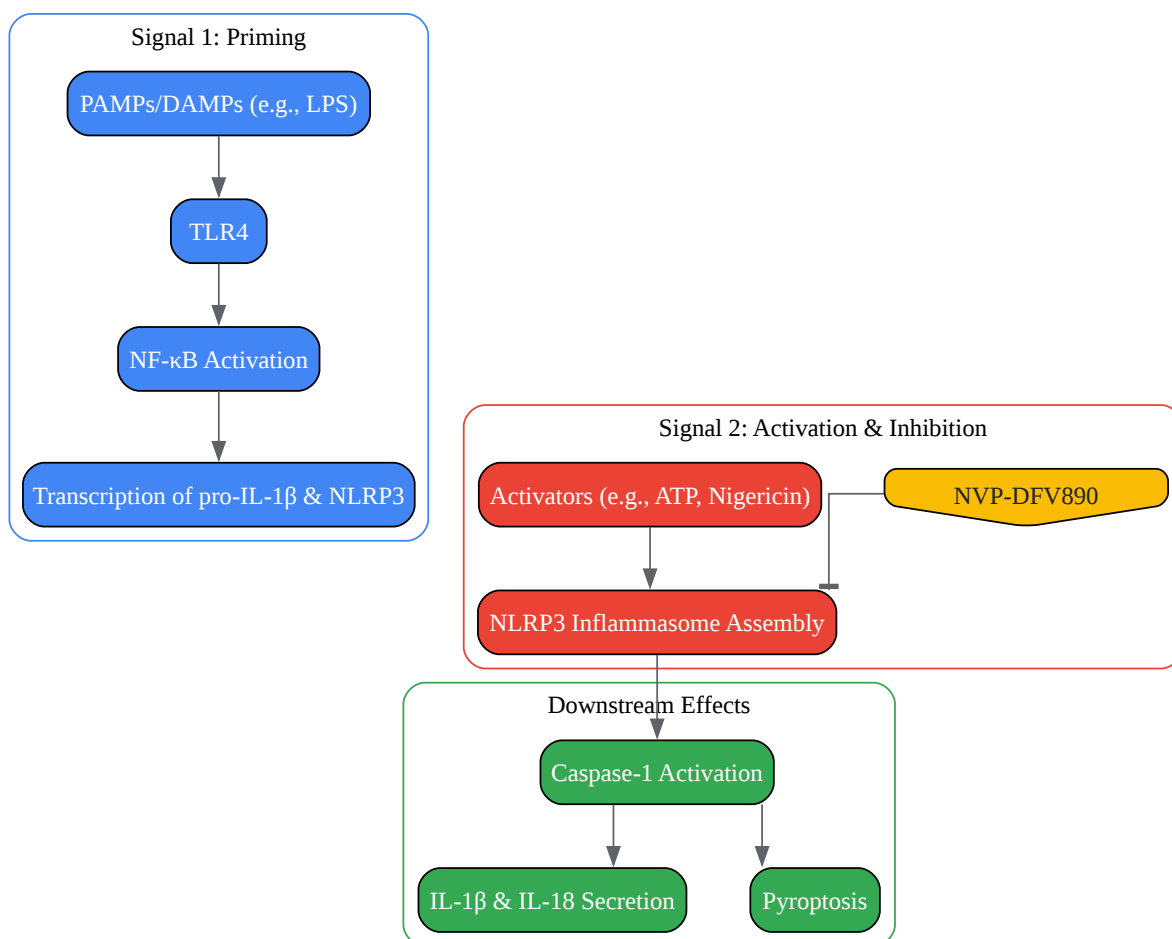 Signal 1: Priming
PAMPs/DAMPs (e.g., LPS)
TLR4
NF-κB Activation
Transcription of pro-IL-1β & NLRP3
Signal 2: Activation & Inhibition
Activators (e.g., ATP, Nigericin)
NVP-DFV890
NLRP3 Inflammasome Assembly
Downstream Effects
Caspase-1 Activation
IL-1β & IL-18 Secretion
Pyroptosis